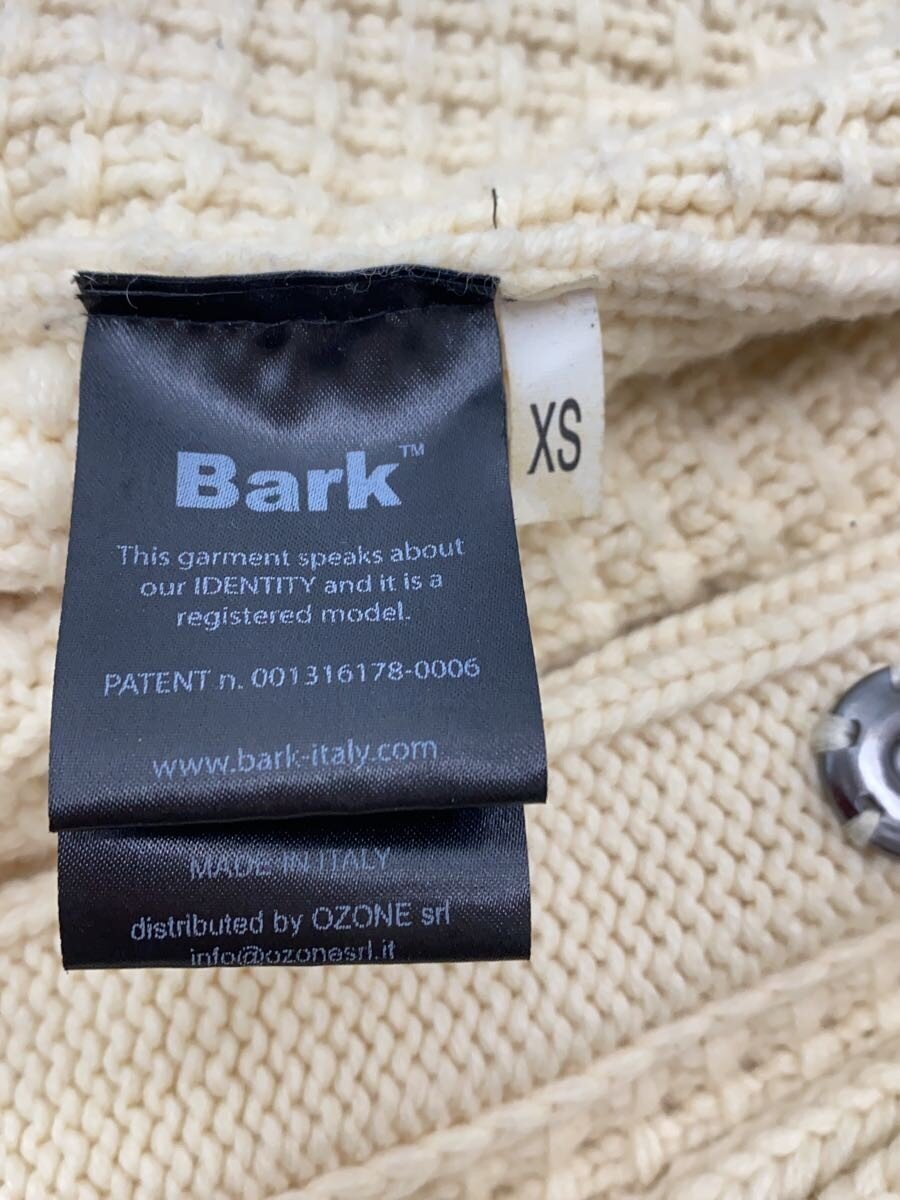 Bark™
This garment speaks about
our IDENTITY and it is a
registered model.
PATENT n. 001316178-0006
www.bark-italy.com
MADE IN ITALY
distributed by OZONE srl
info@ozonesrl.it
XS